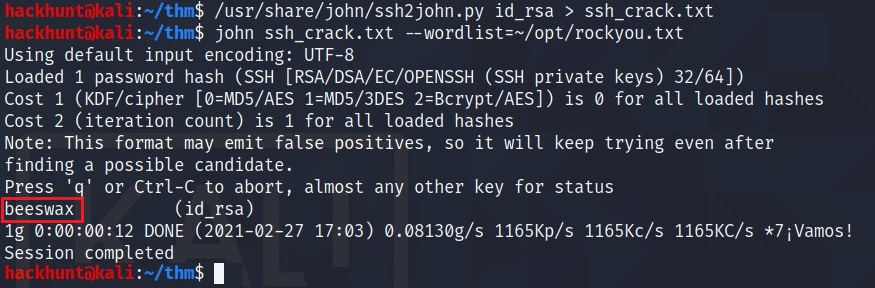 hackhunt@kali:~/thm$ /usr/share/john/ssh2john.py id_rsa > ssh_crack.txt
hackhunt@kali:~/thm$ john ssh_crack.txt --wordlist=~/opt/rockyou.txt
Using default input encoding: UTF-8
Loaded 1 password hash (SSH [RSA/DSA/EC/OPENSSH (SSH private keys) 32/64])
Cost 1 (KDF/cipher [0=MD5/AES 1=MD5/3DES 2=Bcrypt/AES]) is 0 for all loaded hashes
Cost 2 (iteration count) is 1 for all loaded hashes
Note: This format may emit false positives, so it will keep trying even after
finding a possible candidate.
Press 'q' or Ctrl-C to abort, almost any other key for status
beeswax          (id_rsa)
1g 0:00:00:12 DONE (2021-02-27 17:03) 0.08130g/s 1165Kp/s 1165Kc/s 1165KC/s *7¡Vamos!
Session completed
hackhunt@kali:~/thm$
KALI